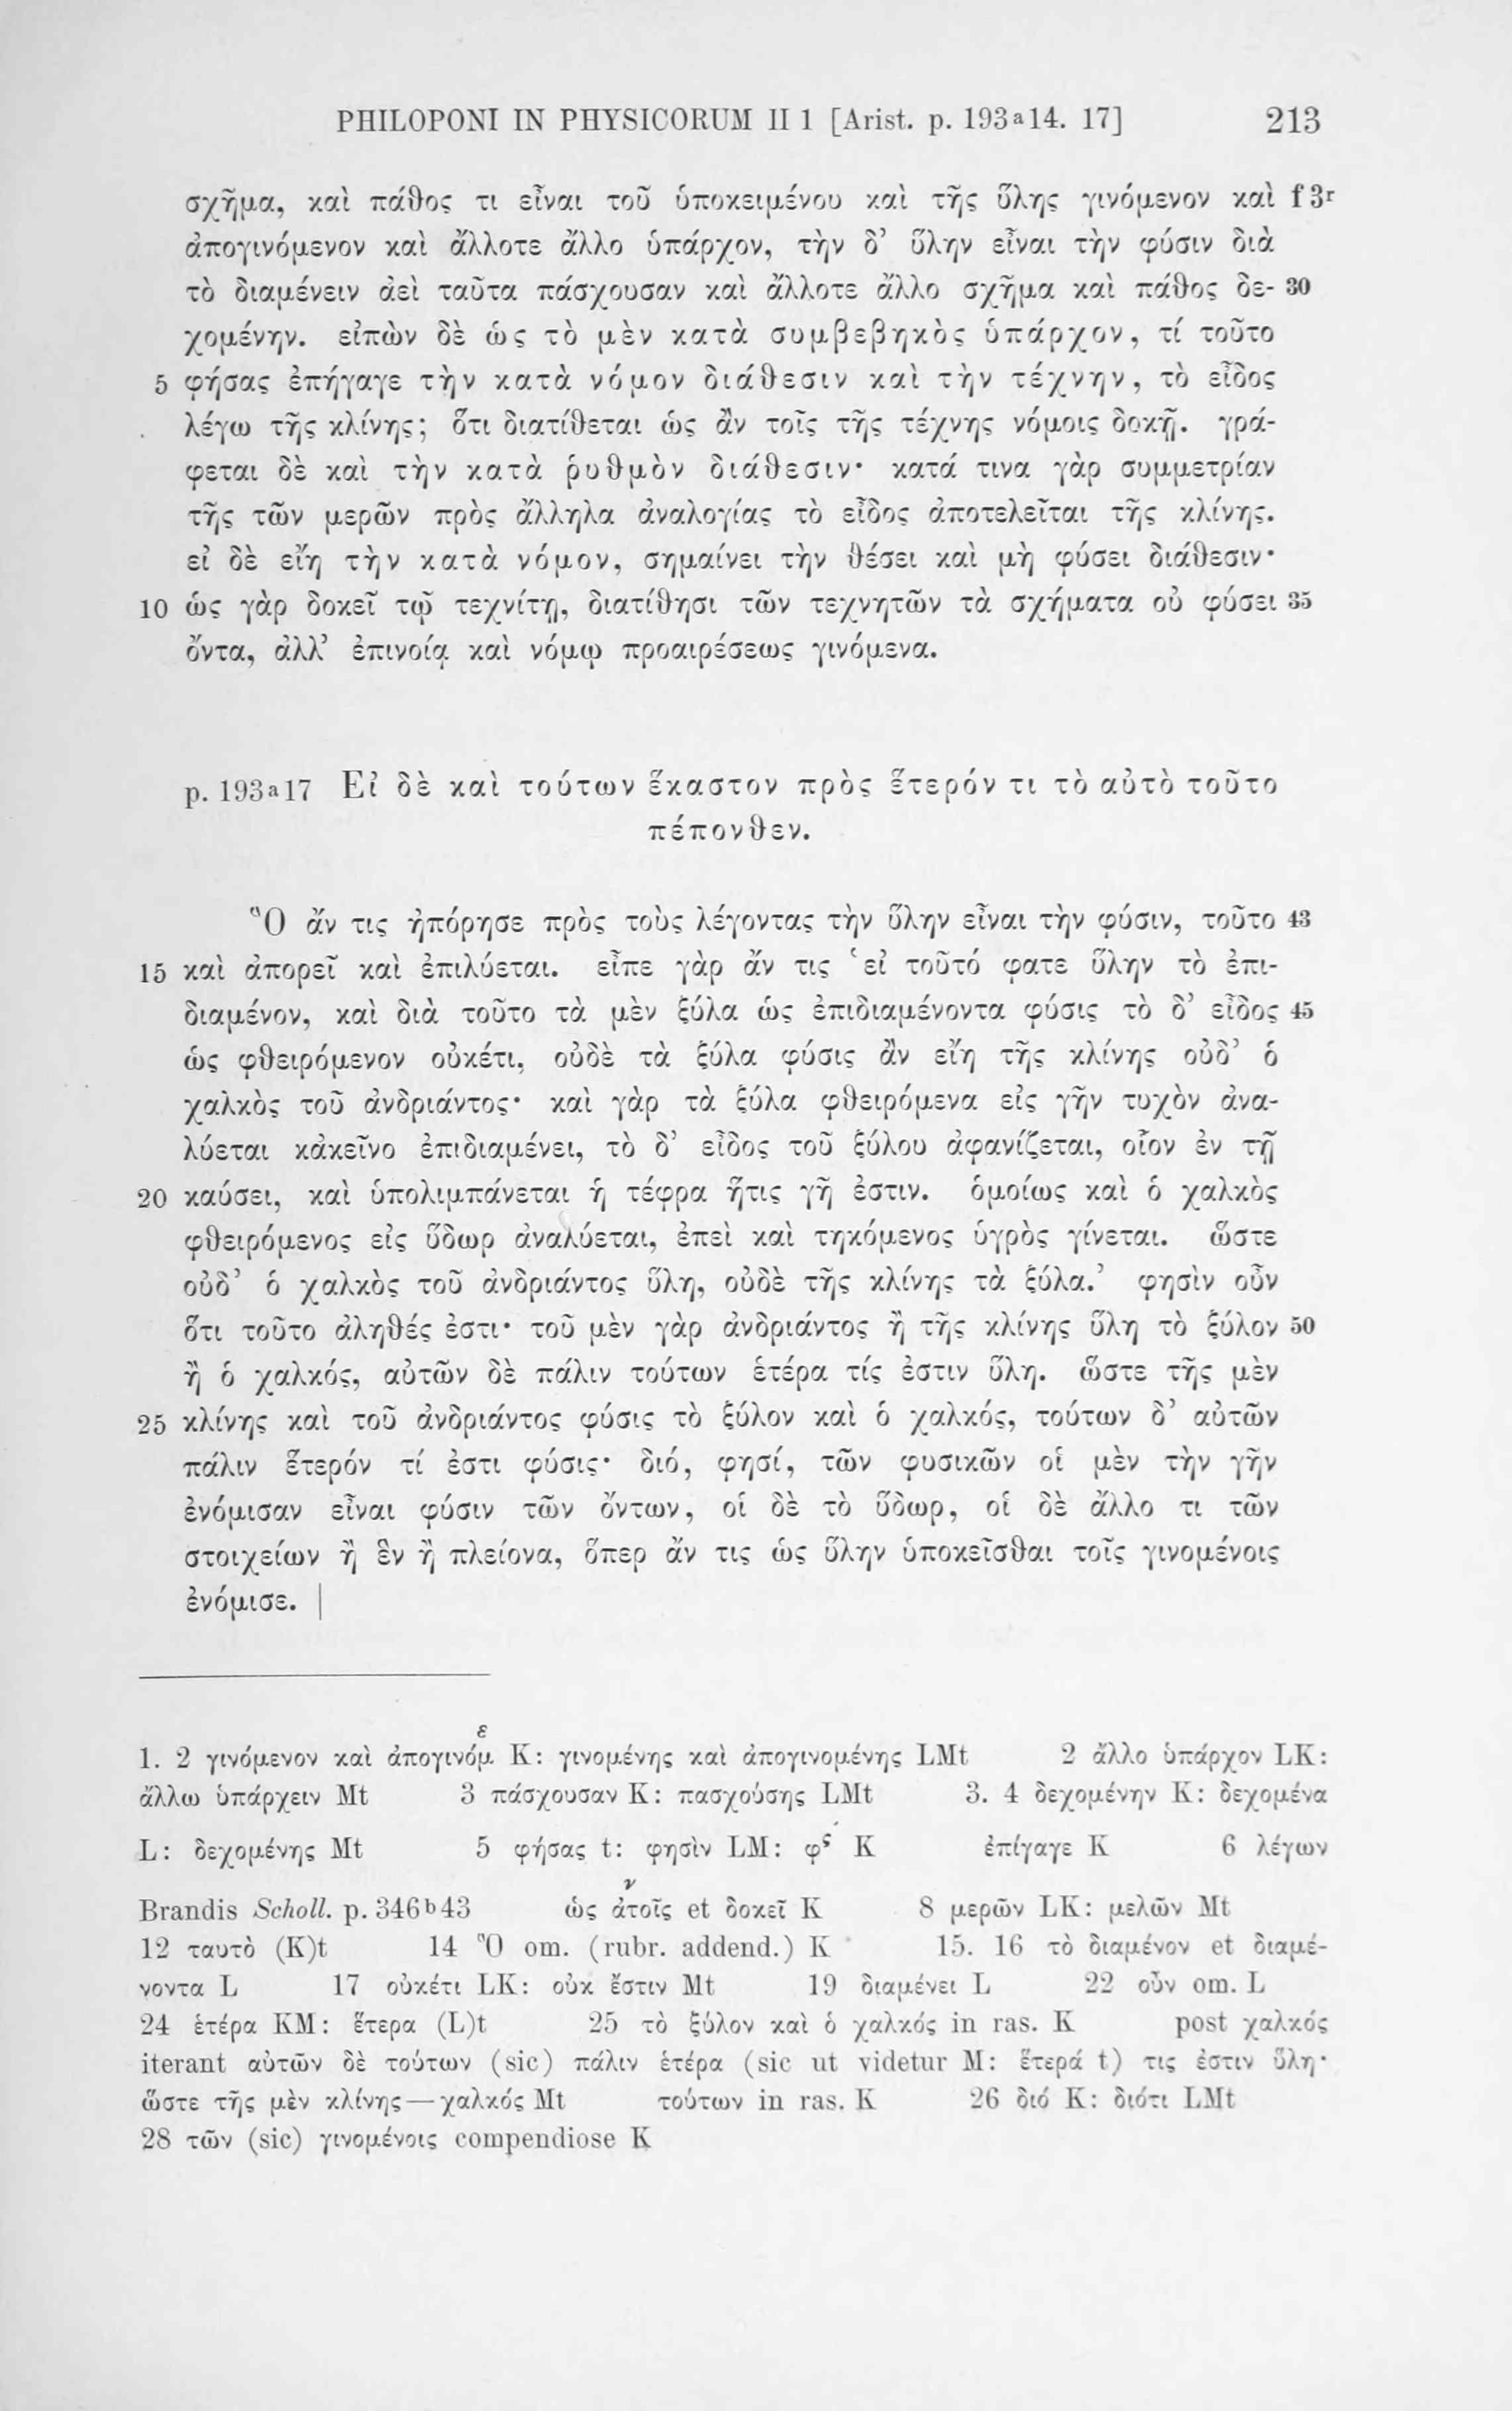 PHILOPONI IN PHYSICORUM II 1 [Arist. p. 193ª14. 17] 213
σχῆμα, καὶ πάθος τι εἶναι τοῦ ὑποκειμένου καὶ τῆς ὕλης γινόμενον καὶ f 3ʳ
ἀπογινόμενον καὶ ἄλλοτε ἄλλο ὑπάρχον, τὴν δ’ ὕλην εἶναι τὴν φύσιν διὰ
τὸ διαμένειν ἀεὶ ταῦτα πάσχουσαν καὶ ἄλλοτε ἄλλο σχῆμα καὶ πάθος δε- 30
χομένην. εἰπὼν δὲ ὡς τὸ μὲν κατὰ συμβεβηκὸς ὑπάρχον, τί τοῦτο
5 φήσας ἐπήγαγε τὴν κατὰ νόμον διάθεσιν καὶ τὴν τέχνην, τὸ εἶδος
λέγω τῆς κλίνης; ὅτι διατίθεται ὡς ἂν τοῖς τῆς τέχνης νόμοις δοκῇ. γρά-
φεται δὲ καὶ τὴν κατὰ ῥυθμὸν διάθεσιν· κατά τινα γὰρ συμμετρίαν
τῆς τῶν μερῶν πρὸς ἄλληλα ἀναλογίας τὸ εἶδος ἀποτελεῖται τῆς κλίνης.
εἰ δὲ εἴη τὴν κατὰ νόμον, σημαίνει τὴν θέσει καὶ μὴ φύσει διάθεσιν·
10 ὡς γὰρ δοκεῖ τῷ τεχνίτῃ, διατίθησι τῶν τεχνητῶν τὰ σχήματα οὐ φύσει 35
ὄντα, ἀλλ’ ἐπινοίᾳ καὶ νόμῳ προαιρέσεως γινόμενα.
p. 193ª17 Εἰ δὲ καὶ τούτων ἕκαστον πρὸς ἕτερόν τι τὸ αὐτὸ τοῦτο
πέπονθεν.
Ὃ ἄν τις ἠπόρησε πρὸς τοὺς λέγοντας τὴν ὕλην εἶναι τὴν φύσιν, τοῦτο 43
15 καὶ ἀπορεῖ καὶ ἐπιλύεται. εἶπε γὰρ ἄν τις ‘εἰ τοῦτό φατε ὕλην τὸ ἐπι-
διαμένον, καὶ διὰ τοῦτο τὰ μὲν ξύλα ὡς ἐπιδιαμένοντα φύσις τὸ δ’ εἶδος 45
ὡς φθειρόμενον οὐκέτι, οὐδὲ τὰ ξύλα φύσις ἂν εἴη τῆς κλίνης οὐδ’ ὁ
χαλκὸς τοῦ ἀνδριάντος· καὶ γὰρ τὰ ξύλα φθειρόμενα εἰς γῆν τυχὸν ἀνα-
λύεται κἀκεῖνο ἐπιδιαμένει, τὸ δ’ εἶδος τοῦ ξύλου ἀφανίζεται, οἷον ἐν τῇ
20 καύσει, καὶ ὑπολιμπάνεται ἡ τέφρα ἥτις γῆ ἐστιν. ὁμοίως καὶ ὁ χαλκὸς
φθειρόμενος εἰς ὕδωρ ἀναλύεται, ἐπεὶ καὶ τηκόμενος ὑγρὸς γίνεται. ὥστε
οὐδ’ ὁ χαλκὸς τοῦ ἀνδριάντος ὕλη, οὐδὲ τῆς κλίνης τὰ ξύλα.’ φησὶν οὖν
ὅτι τοῦτο ἀληθές ἐστι· τοῦ μὲν γὰρ ἀνδριάντος ἢ τῆς κλίνης ὕλη τὸ ξύλον 50
ἢ ὁ χαλκός, αὐτῶν δὲ πάλιν τούτων ἑτέρα τίς ἐστιν ὕλη. ὥστε τῆς μὲν
25 κλίνης καὶ τοῦ ἀνδριάντος φύσις τὸ ξύλον καὶ ὁ χαλκός, τούτων δ’ αὐτῶν
πάλιν ἕτερόν τί ἐστι φύσις· διό, φησί, τῶν φυσικῶν οἱ μὲν τὴν γῆν
ἐνόμισαν εἶναι φύσιν τῶν ὄντων, οἱ δὲ τὸ ὕδωρ, οἱ δὲ ἄλλο τι τῶν
στοιχείων ἢ ἓν ἢ πλείονα, ὅπερ ἄν τις ὡς ὕλην ὑποκεῖσθαι τοῖς γινομένοις
ἐνόμισε. |
1. 2 γινόμενον καὶ ἀπογινόμε K: γινομένης καὶ ἀπογινομένης LMt 2 ἄλλο ὑπάρχον LK:
ἄλλω ὑπάρχειν Mt 3 πάσχουσαν K: πασχούσης LMt 3. 4 δεχομένην K: δεχομένα
L: δεχομένης Mt 5 φήσας t: φησὶν LM: φς K ἐπίγαγε K 6 λέγων
Brandis Scholl. p. 346ᵇ43 ὡς ἀντοῖς et δοκεῖ K 8 μερῶν LK: μελῶν Mt
12 ταυτὸ (K)t 14 Ὃ om. (rubr. addend.) K 15. 16 τὸ διαμένον et διαμέ-
νοντα L 17 οὐκέτι LK: οὐκ ἔστιν Mt 19 διαμένει L 22 οὖν om. L
24 ἑτέρα KM: ἕτερα (L)t 25 τὸ ξύλον καὶ ὁ χαλκός in ras. K post χαλκός
iterant αὐτῶν δὲ τούτων (sic) πάλιν ἑτέρα (sic ut videtur M: ἕτερά t) τις ἐστιν ὕλη·
ὥστε τῆς μὲν κλίνης—χαλκός Mt τούτων in ras. K 26 διό K: διότι LMt
28 τῶν (sic) γινομένοις compendiose K